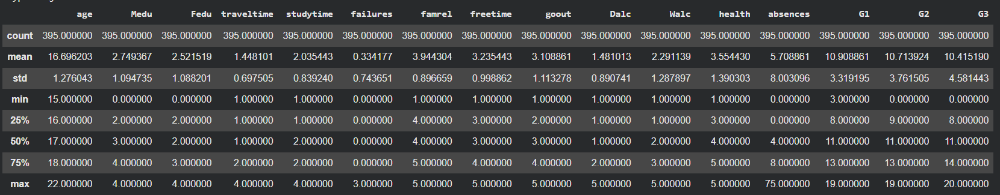 age Medu Fedu traveltime studytime failures famrel freetime goout Dalc Walc health absences G1 G2 G3
count 395.000000 395.000000 395.000000 395.000000 395.000000 395.000000 395.000000 395.000000 395.000000 395.000000 395.000000 395.000000 395.000000 395.000000 395.000000 395.000000
mean 16.696203 2.749367 2.521519 1.448101 2.035443 0.334177 3.944304 3.235443 3.108861 1.481013 2.291139 3.554430 5.708861 10.908861 10.713924 10.415190
std 1.276043 1.094735 1.088201 0.697505 0.839240 0.743651 0.896659 0.998862 1.113278 0.890741 1.287897 1.390303 8.003096 3.319195 3.761505 4.581443
min 15.000000 0.000000 0.000000 1.000000 1.000000 0.000000 1.000000 1.000000 1.000000 1.000000 1.000000 1.000000 0.000000 3.000000 0.000000 0.000000
25% 16.000000 2.000000 2.000000 1.000000 1.000000 0.000000 4.000000 3.000000 2.000000 1.000000 1.000000 3.000000 0.000000 8.000000 9.000000 8.000000
50% 17.000000 3.000000 2.000000 1.000000 2.000000 0.000000 4.000000 3.000000 3.000000 1.000000 2.000000 4.000000 4.000000 11.000000 11.000000 11.000000
75% 18.000000 4.000000 3.000000 2.000000 2.000000 0.000000 5.000000 4.000000 4.000000 2.000000 3.000000 5.000000 8.000000 13.000000 13.000000 14.000000
max 22.000000 4.000000 4.000000 4.000000 4.000000 3.000000 5.000000 5.000000 5.000000 5.000000 5.000000 5.000000 75.000000 19.000000 19.000000 20.000000